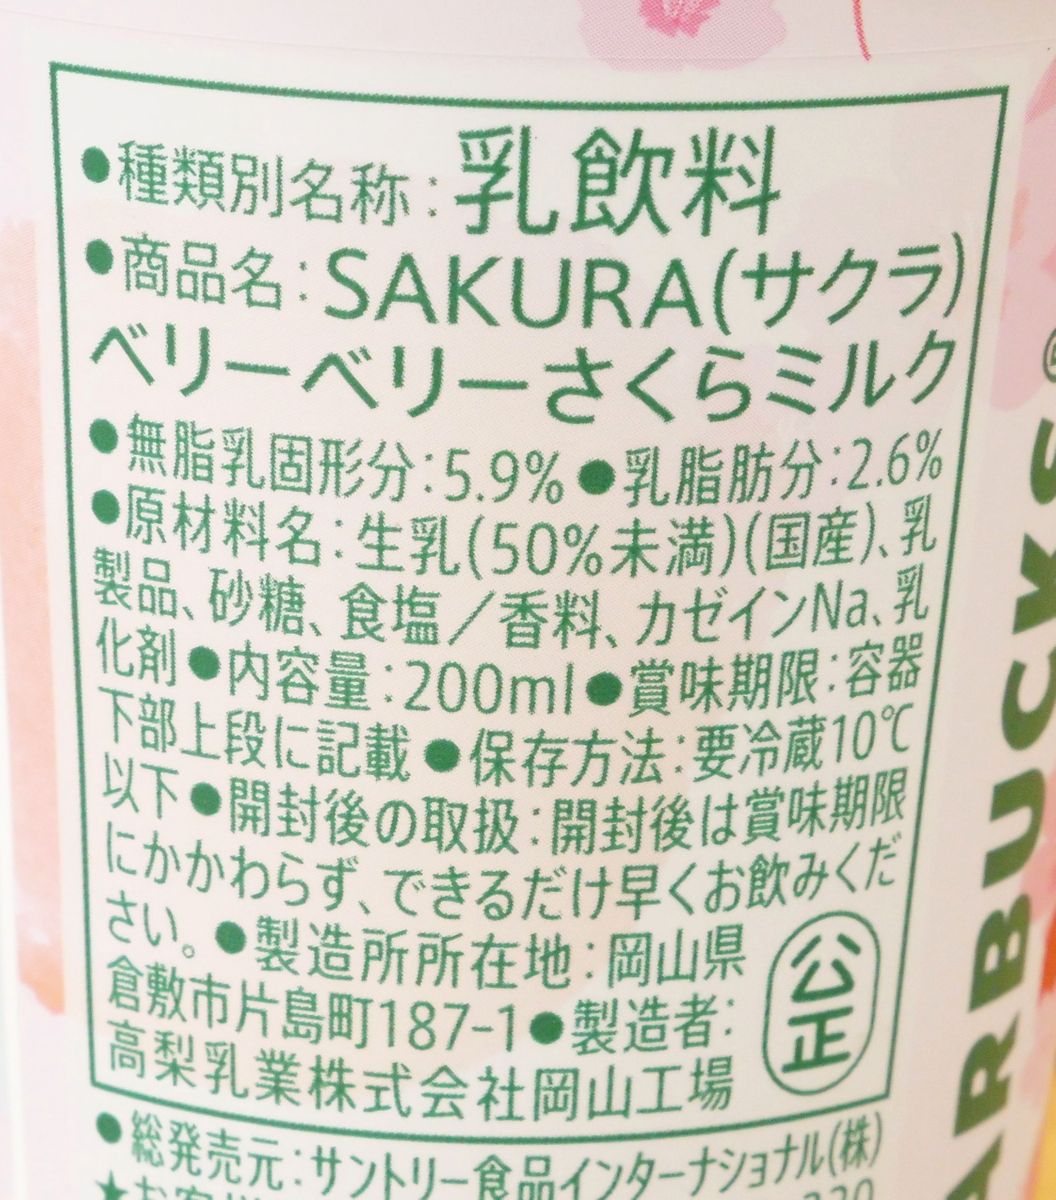 ●種類別名称：乳飲料
●商品名：SAKURA(サクラ)
ベリーベリーさくらミルク
●無脂乳固形分：5.9% ●乳脂肪分：2.6%
●原材料名：生乳(50%未満)(国産)、乳
製品、砂糖、食塩／香料、カゼインNa、乳
化剤 ●内容量：200ml ●賞味期限：容器
下部上段に記載 ●保存方法：要冷蔵10℃
以下 ●開封後の取扱：開封後は賞味期限
にかかわらず、できるだけ早くお飲みくだ
さい。 ●製造所所在地：岡山県
倉敷市片島町187-1 ●製造者：
高梨乳業株式会社岡山工場
公正
●総発売元：サントリー食品インターナショナル(株)
★お客様
ARBUCKS®